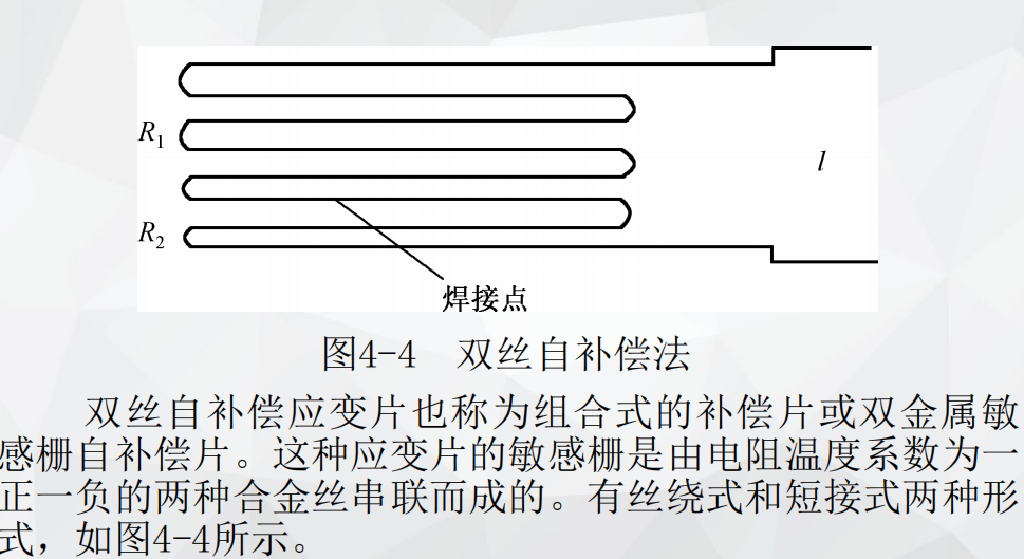 R1
l
R2
焊接点
图4-4 双丝自补偿法
双丝自补偿应变片也称为组合式的补偿片或双金属敏
感栅自补偿片。这种应变片的敏感栅是由电阻温度系数为一
正一负的两种合金丝串联而成的。有丝绕式和短接式两种形
式，如图4-4所示。